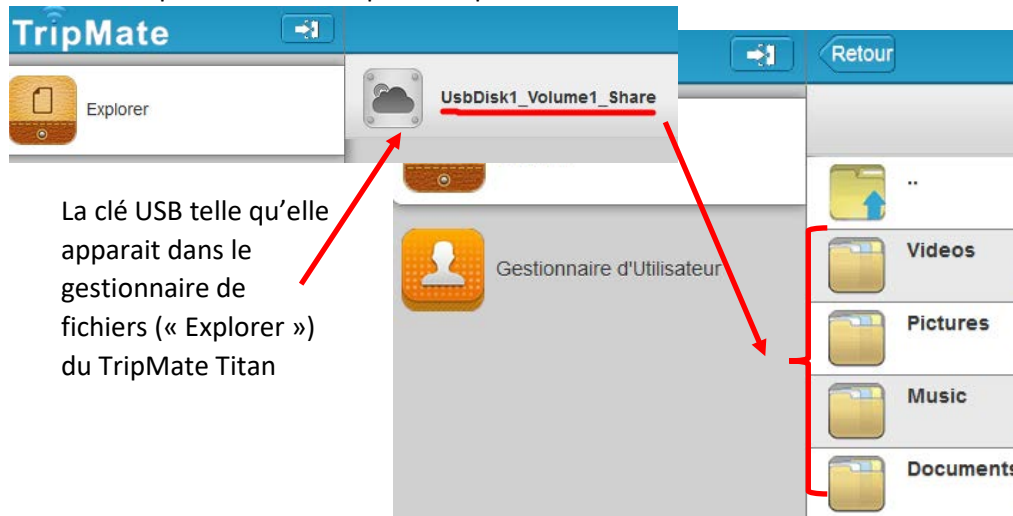 TripMate
Explorer
UsbDisk1_Volume1_Share
La clé USB telle qu’elle
apparait dans le
gestionnaire de
fichiers (« Explorer »)
du TripMate Titan
Gestionnaire d'Utilisateur
Retour
..
Videos
Pictures
Music
Documents